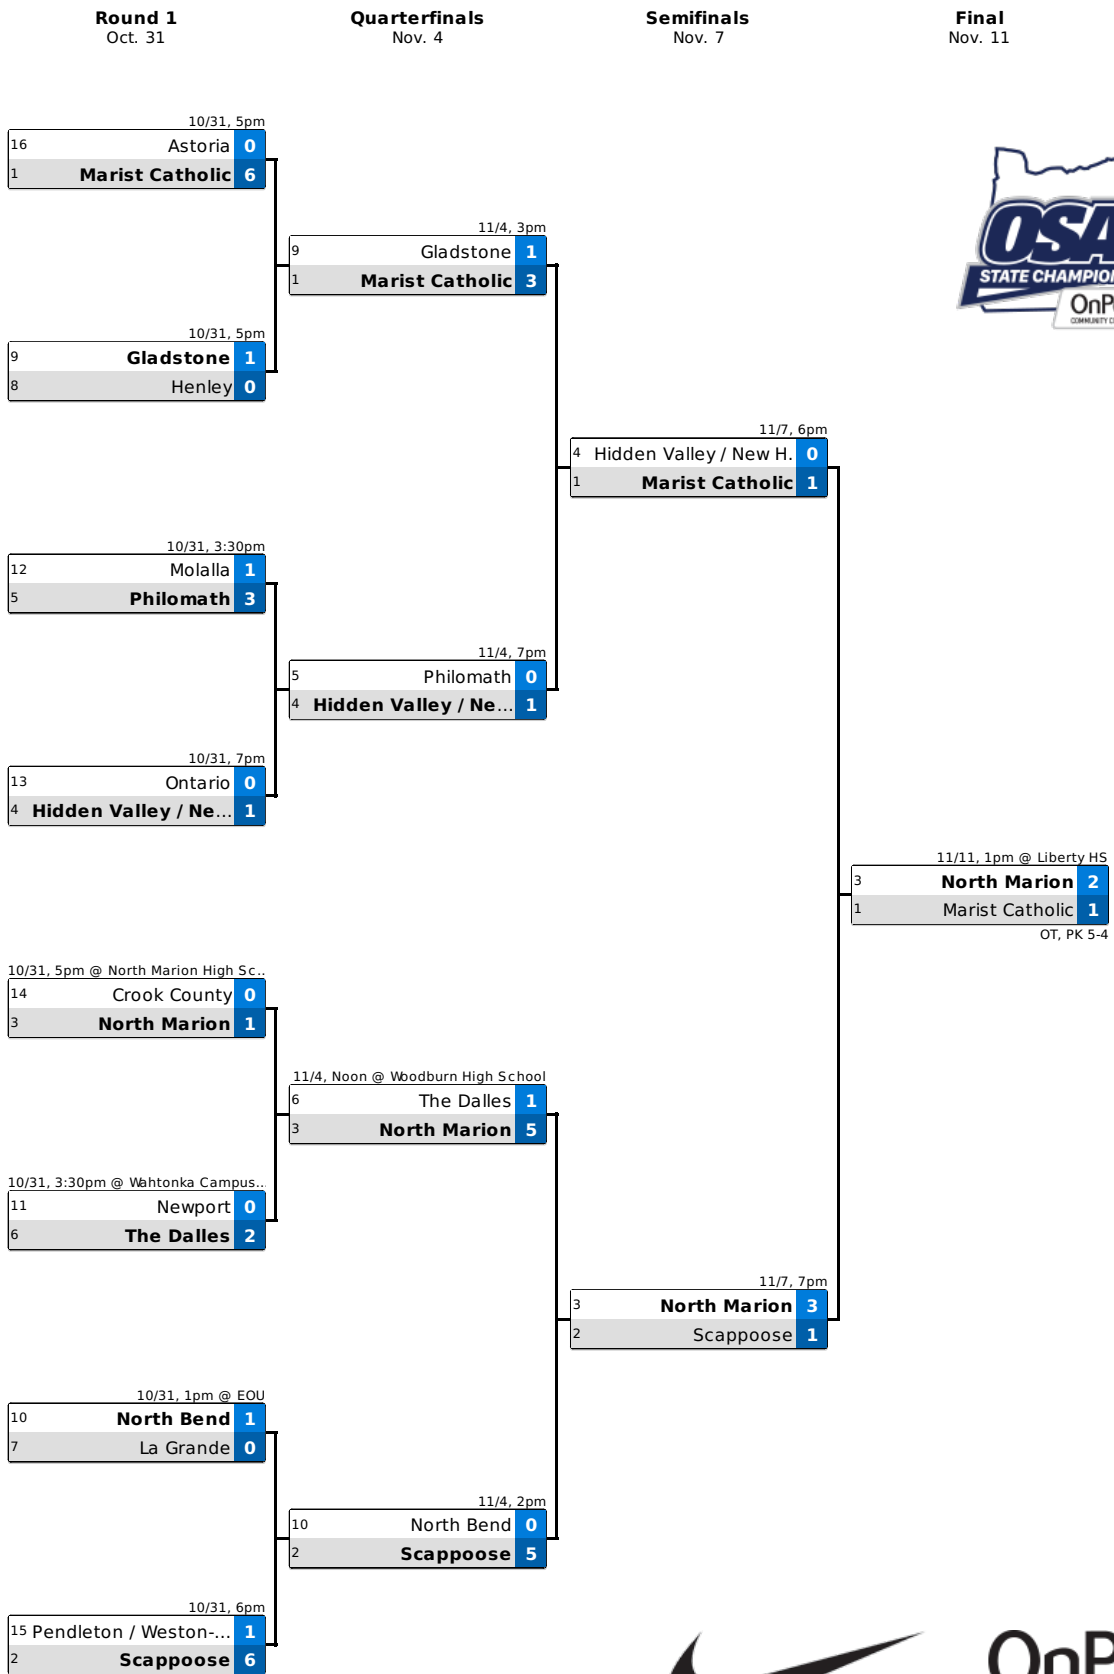 Round 1
Oct. 31
Quarterfinals
Nov. 4
Semifinals
Nov. 7
Final
Nov. 11
10/31, 5pm
16 Astoria 0
1 Marist Catholic 6
11/4, 3pm
9 Gladstone 1
1 Marist Catholic 3
10/31, 5pm
9 Gladstone 1
8 Henley 0
11/7, 6pm
4 Hidden Valley / New H. 0
1 Marist Catholic 1
10/31, 3:30pm
12 Molalla 1
5 Philomath 3
11/4, 7pm
5 Philomath 0
4 Hidden Valley / Ne... 1
10/31, 7pm
13 Ontario 0
4 Hidden Valley / Ne... 1
11/11, 1pm @ Liberty HS
3 North Marion 2
1 Marist Catholic 1
OT, PK 5-4
10/31, 5pm @ North Marion High Sc..
14 Crook County 0
3 North Marion 1
11/4, Noon @ Woodburn High School
6 The Dalles 1
3 North Marion 5
10/31, 3:30pm @ Wahtonka Campus...
11 Newport 0
6 The Dalles 2
11/7, 7pm
3 North Marion 3
2 Scappoose 1
10/31, 1pm @ EOU
10 North Bend 1
7 La Grande 0
11/4, 2pm
10 North Bend 0
2 Scappoose 5
10/31, 6pm
15 Pendleton / Weston-... 1
2 Scappoose 6
OSA
STATE CHAMPION
OnP
COMMUNITY C
OnP